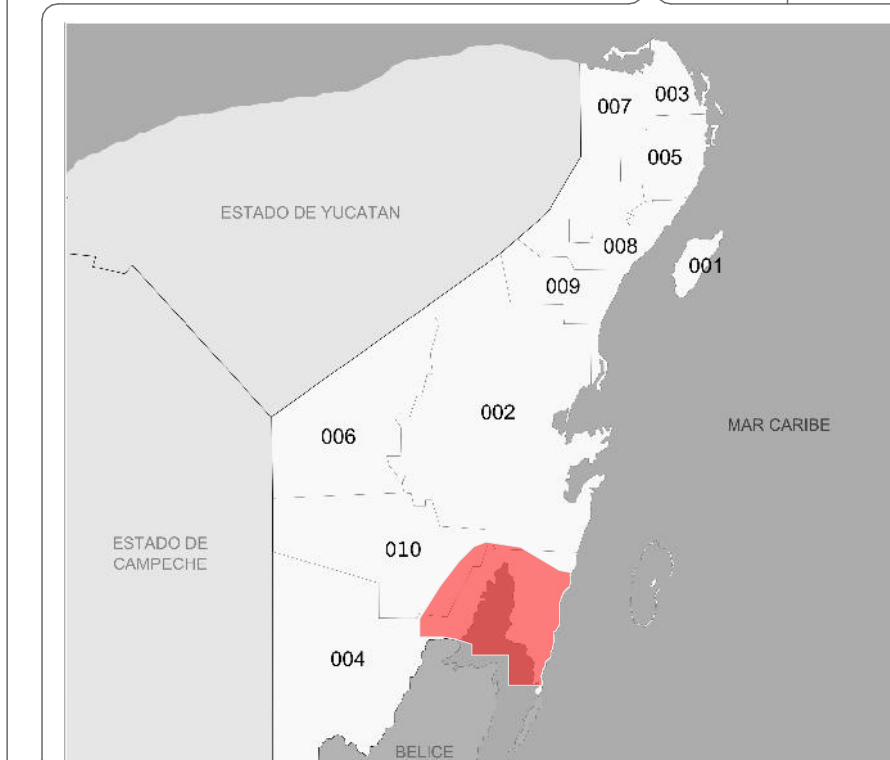 003
007
005
ESTADO DE YUCATAN
008
001
009
002
MAR CARIBE
006
ESTADO DE
CAMPECHE
010
004
BELICE